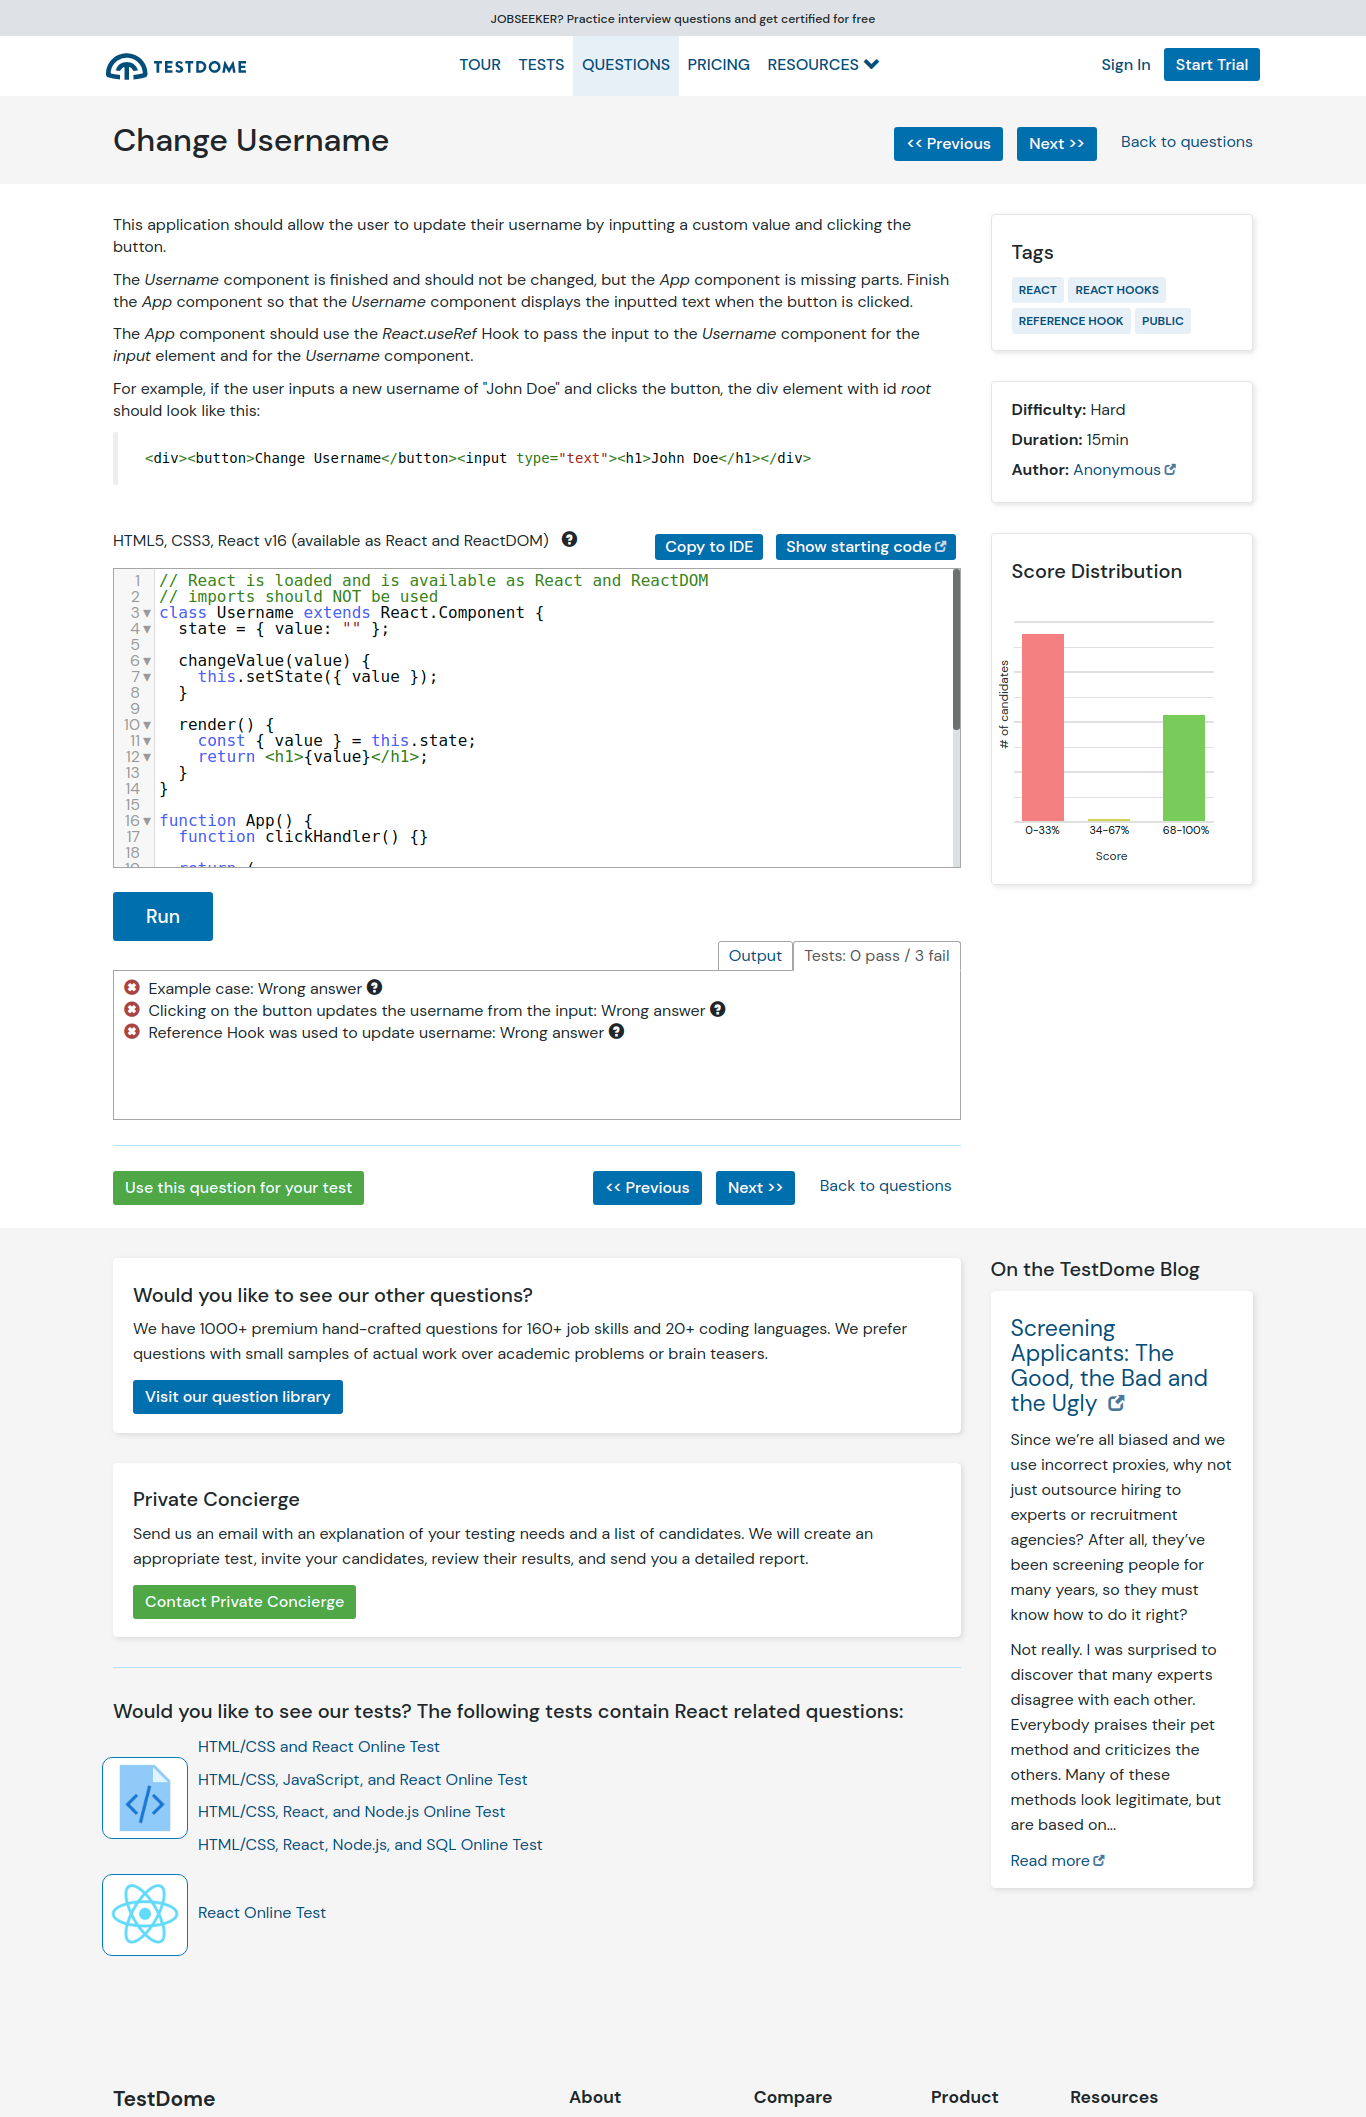 JOBSEEKER? Practice interview questions and get certified for free
TESTDOME
TOUR TESTS QUESTIONS PRICING RESOURCES
Sign In Start Trial
Change Username
<< Previous Next >> Back to questions
This application should allow the user to update their username by inputting a custom value and clicking the
button.
The Username component is finished and should not be changed, but the App component is missing parts. Finish
the App component so that the Username component displays the inputted text when the button is clicked.
The App component should use the React.useRef Hook to pass the input to the Username component for the
input element and for the Username component.
For example, if the user inputs a new username of "John Doe" and clicks the button, the div element with id root
should look like this:
<div><button>Change Username</button><input type="text"><h1>John Doe</h1></div>
HTML5, CSS3, React v16 (available as React and ReactDOM)
Copy to IDE Show starting code
1 // React is loaded and is available as React and ReactDOM
2 // imports should NOT be used
3 class Username extends React.Component {
4 state = { value: "" };
5
6 changeValue(value) {
7 this.setState({ value });
8 }
9
10 render() {
11 const { value } = this.state;
12 return <h1>{value}</h1>;
13 }
14 }
15
16 function App() {
17 function clickHandler() {}
18
19 return (
Run
Output Tests: 0 pass / 3 fail
Example case: Wrong answer
Clicking on the button updates the username from the input: Wrong answer
Reference Hook was used to update username: Wrong answer
Use this question for your test
<< Previous Next >> Back to questions
Tags
REACT REACT HOOKS
REFERENCE HOOK PUBLIC
Difficulty: Hard
Duration: 15min
Author: Anonymous
Score Distribution
# of candidates
0-33% 34-67% 68-100%
Score
Would you like to see our other questions?
We have 1000+ premium hand-crafted questions for 160+ job skills and 20+ coding languages. We prefer
questions with small samples of actual work over academic problems or brain teasers.
Visit our question library
Private Concierge
Send us an email with an explanation of your testing needs and a list of candidates. We will create an
appropriate test, invite your candidates, review their results, and send you a detailed report.
Contact Private Concierge
Would you like to see our tests? The following tests contain React related questions:
HTML/CSS and React Online Test
HTML/CSS, JavaScript, and React Online Test
HTML/CSS, React, and Node.js Online Test
HTML/CSS, React, Node.js, and SQL Online Test
React Online Test
On the TestDome Blog
Screening
Applicants: The
Good, the Bad and
the Ugly
Since we’re all biased and we
use incorrect proxies, why not
just outsource hiring to
experts or recruitment
agencies? After all, they’ve
been screening people for
many years, so they must
know how to do it right?
Not really. I was surprised to
discover that many experts
disagree with each other.
Everybody praises their pet
method and criticizes the
others. Many of these
methods look legitimate, but
are based on...
Read more
TestDome About Compare Product Resources